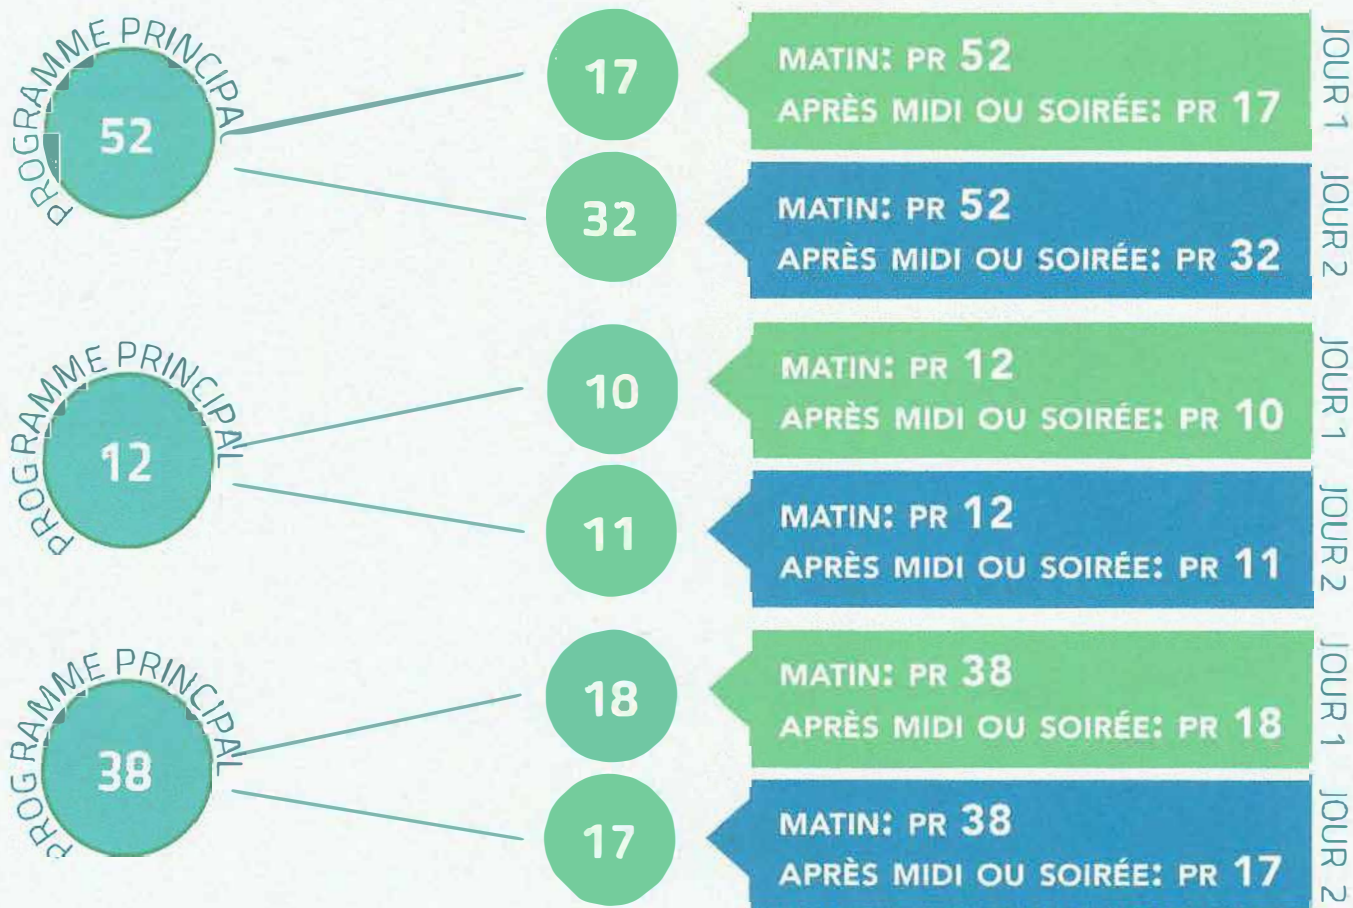 PROGRAMME PRINCIPAL
52
17
MATIN: PR 52
APRÈS MIDI OU SOIRÉE: PR 17
JOUR 1
32
MATIN: PR 52
APRÈS MIDI OU SOIRÉE: PR 32
JOUR 2
PROGRAMME PRINCIPAL
12
10
MATIN: PR 12
APRÈS MIDI OU SOIRÉE: PR 10
JOUR 1
11
MATIN: PR 12
APRÈS MIDI OU SOIRÉE: PR 11
JOUR 2
PROGRAMME PRINCIPAL
38
18
MATIN: PR 38
APRÈS MIDI OU SOIRÉE: PR 18
JOUR 1
17
MATIN: PR 38
APRÈS MIDI OU SOIRÉE: PR 17
JOUR 2